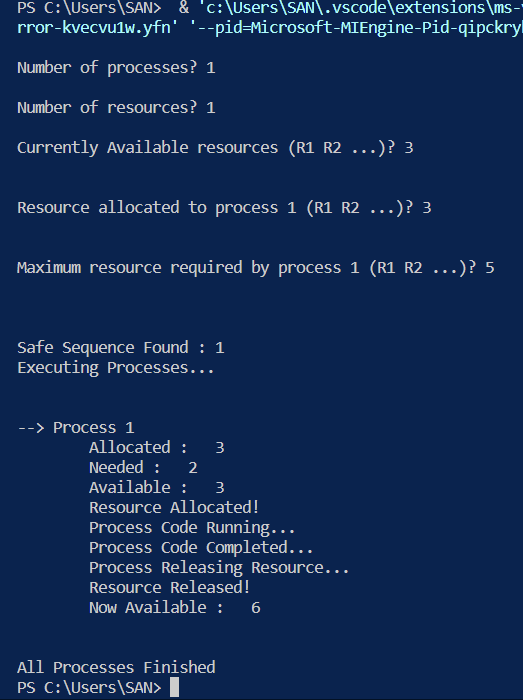 PS C:\Users\SAN>  & 'c:\Users\SAN\.vscode\extensions\ms-
rror-kvecvu1w.yfn' '--pid=Microsoft-MIEngine-Pid-qipckry
Number of processes? 1
Number of resources? 1
Currently Available resources (R1 R2 ...)? 3
Resource allocated to process 1 (R1 R2 ...)? 3
Maximum resource required by process 1 (R1 R2 ...)? 5
Safe Sequence Found : 1
Executing Processes...
--> Process 1
Allocated :   3
Needed :   2
Available :   3
Resource Allocated!
Process Code Running...
Process Code Completed...
Process Releasing Resource...
Resource Released!
Now Available :   6
All Processes Finished
PS C:\Users\SAN>